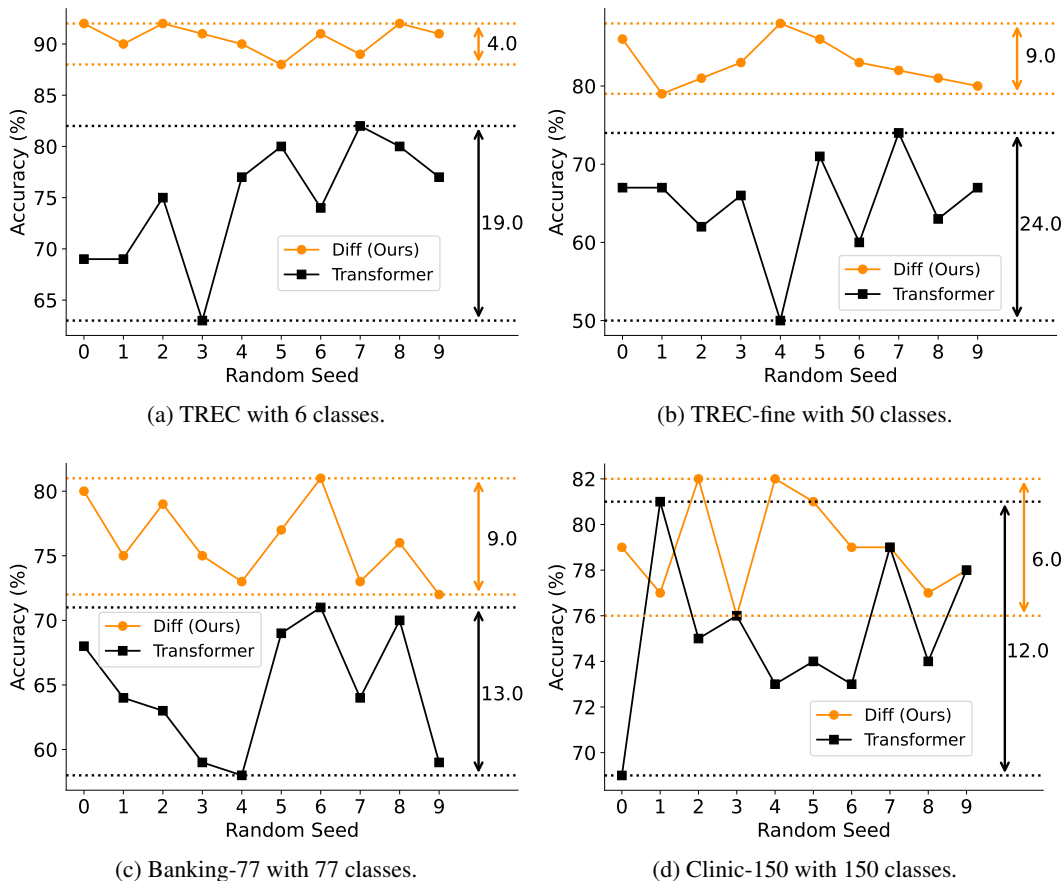 Accuracy (%)
90
85
80
75
70
65
4.0
19.0
Diff (Ours)
Transformer
0 1 2 3 4 5 6 7 8 9
Random Seed
(a) TREC with 6 classes.
Accuracy (%)
80
70
60
50
9.0
24.0
Diff (Ours)
Transformer
0 1 2 3 4 5 6 7 8 9
Random Seed
(b) TREC-fine with 50 classes.
Accuracy (%)
80
75
70
65
60
9.0
13.0
Diff (Ours)
Transformer
0 1 2 3 4 5 6 7 8 9
Random Seed
(c) Banking-77 with 77 classes.
Accuracy (%)
82
80
78
76
74
72
70
6.0
12.0
Diff (Ours)
Transformer
0 1 2 3 4 5 6 7 8 9
Random Seed
(d) Clinic-150 with 150 classes.